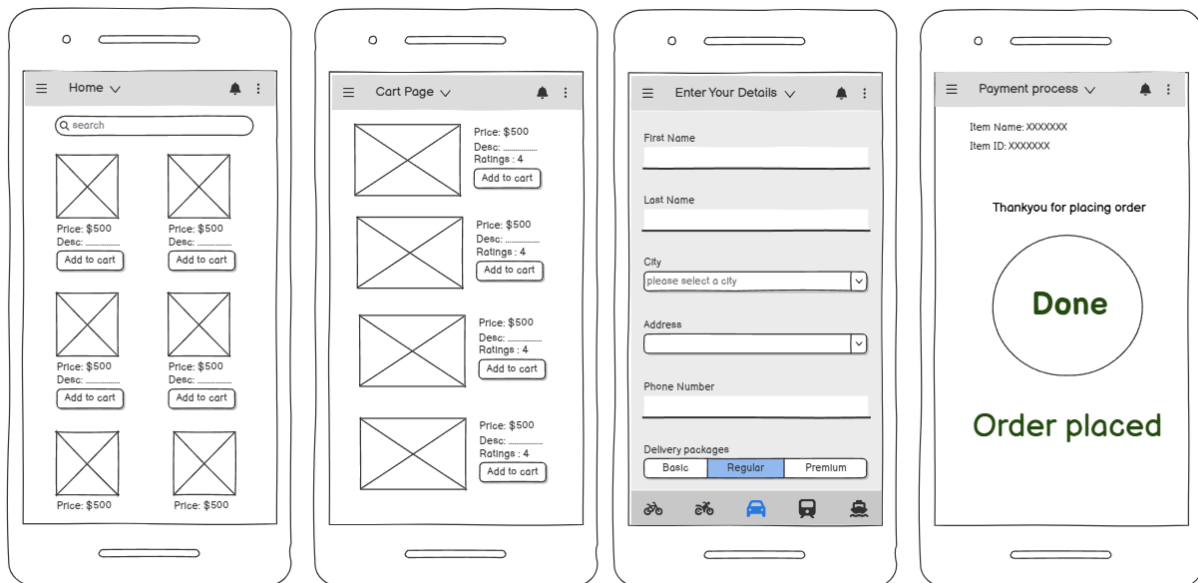 Home
search
Price: $500
Desc: ...............
Add to cart
Price: $500
Desc: ...............
Add to cart
Price: $500
Desc: ...............
Add to cart
Price: $500
Desc: ...............
Add to cart
Price: $500
Price: $500
Cart Page
Price: $500
Desc: ...............
Ratings : 4
Add to cart
Price: $500
Desc: ...............
Ratings : 4
Add to cart
Price: $500
Desc: ...............
Ratings : 4
Add to cart
Price: $500
Desc: ...............
Ratings : 4
Add to cart
Enter Your Details
First Name
Last Name
City
please select a city
Address
Phone Number
Delivery packages
Basic Regular Premium
Payment process
Item Name: XXXXXXX
Item ID: XXXXXXX
Thankyou for placing order
Done
Order placed